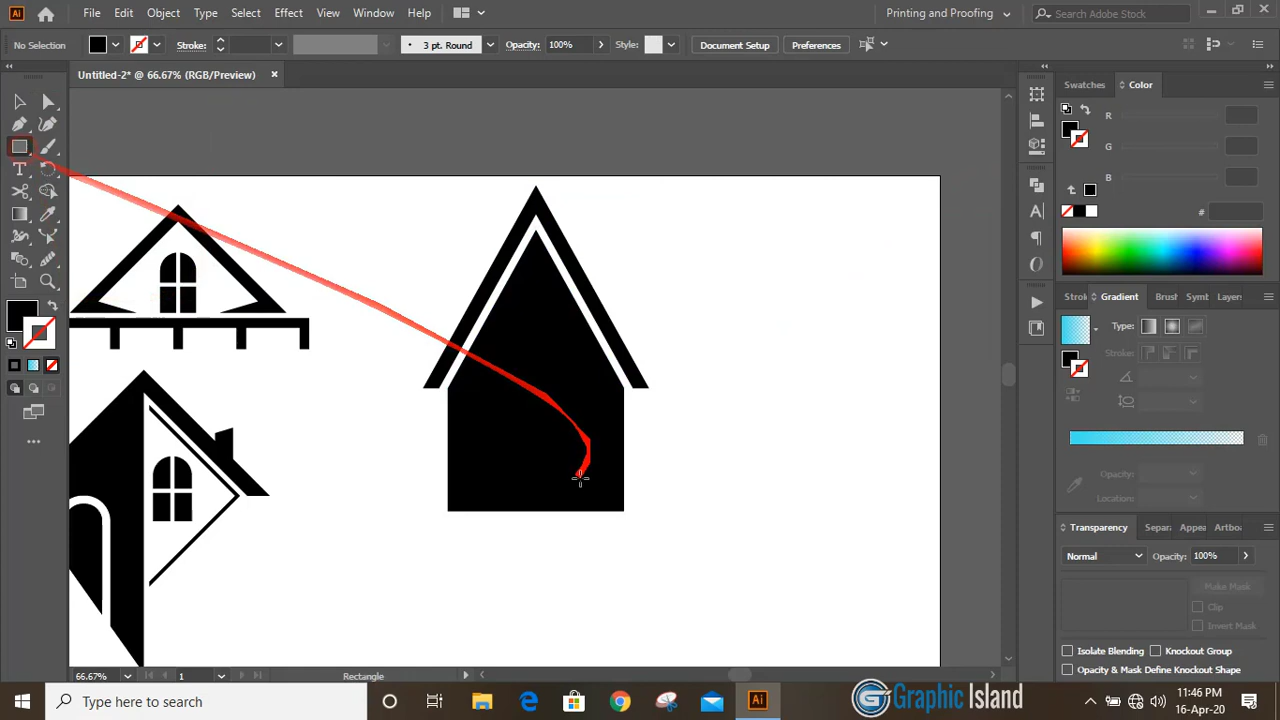 Ai File Edit Object Type Select Effect View Window Help Printing and Proofing Search Adobe Stock
No Selection Stroke: 3 pt. Round Opacity: 100% Style: Document Setup Preferences
Untitled-2* @ 66.67% (RGB/Preview)
Swatches Color
R
G
B
#
Strok Gradient Brush Symt Layers
Type:
Stroke:
Opacity:
Location:
Transparency Separ Appea Artboa
Normal Opacity: 100%
Make Mask
Clip
Invert Mask
Isolate Blending Knockout Group
Opacity & Mask Define Knockout Shape
66.67% 1 Rectangle
Type here to search
Graphic Island
11:46 PM
16-Apr-20